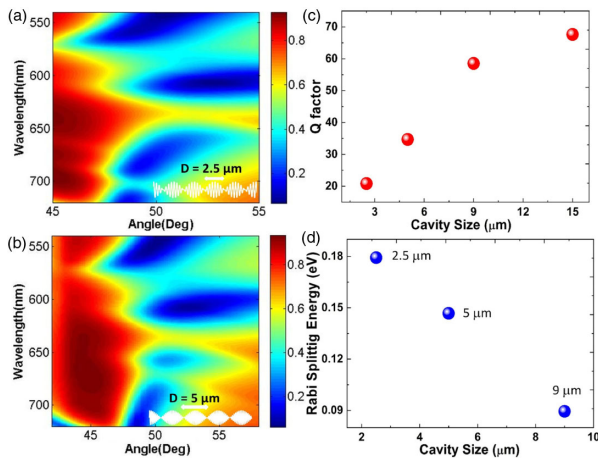 (a)
550
600
650
700
Wavelength(nm)
D = 2.5 μm
45
50
55
Angle(Deg)
0.8
0.6
0.4
0.2
(b)
550
600
650
700
Wavelength(nm)
D = 5 μm
45
50
55
Angle(Deg)
0.8
0.6
0.4
0.2
(c)
90
80
70
60
50
40
30
20
Q factor
3
6
9
12
15
Cavity Size (μm)
(d)
0.18
0.15
0.12
0.09
Rabi Splittig Energy (eV)
2.5 μm
5 μm
9 μm
2
4
6
8
10
Cavity Size(μm)